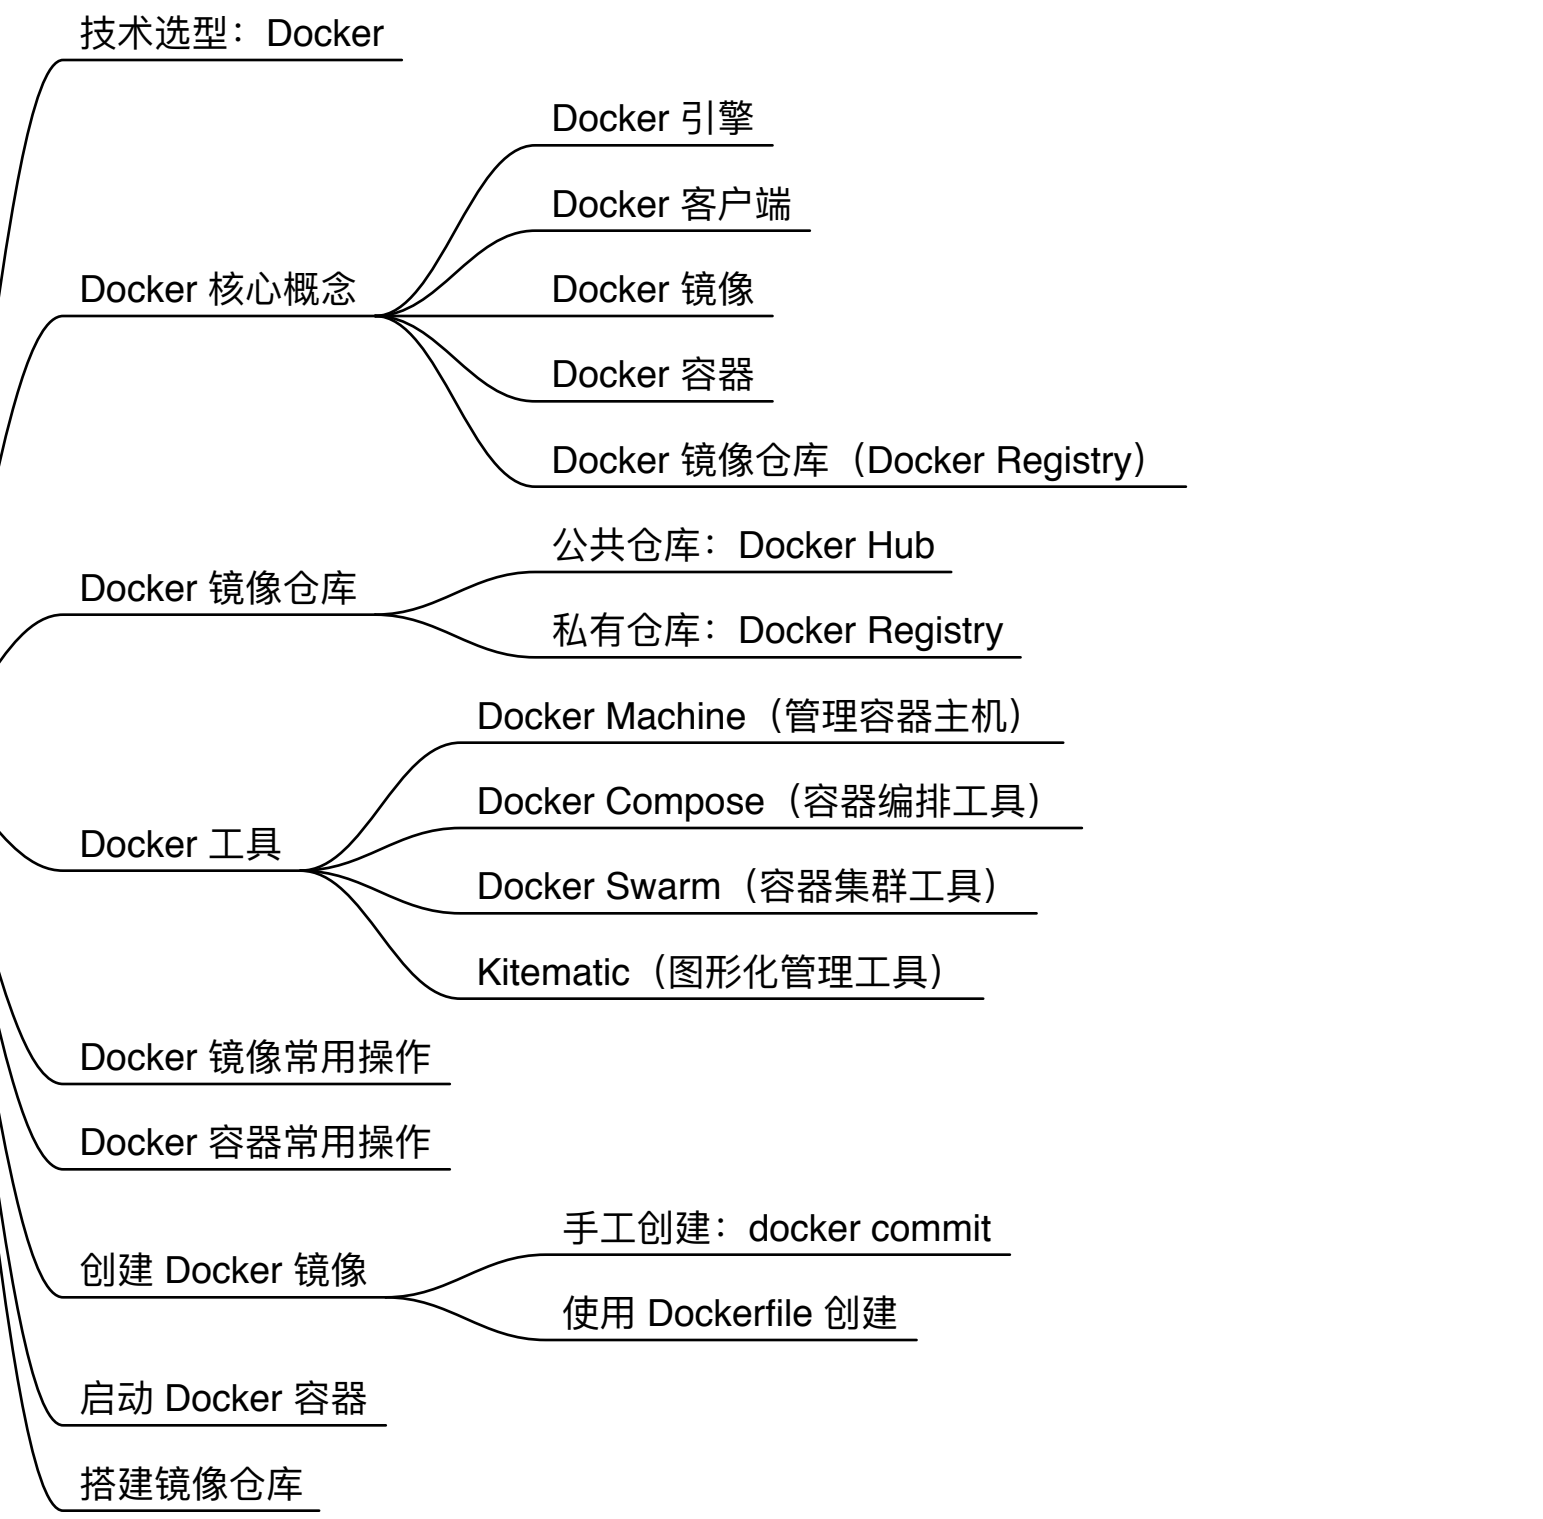 技术选型：Docker
Docker 核心概念
Docker 引擎
Docker 客户端
Docker 镜像
Docker 容器
Docker 镜像仓库（Docker Registry）
Docker 镜像仓库
公共仓库：Docker Hub
私有仓库：Docker Registry
Docker 工具
Docker Machine（管理容器主机）
Docker Compose（容器编排工具）
Docker Swarm（容器集群工具）
Kitematic（图形化管理工具）
Docker 镜像常用操作
Docker 容器常用操作
创建 Docker 镜像
手工创建：docker commit
使用 Dockerfile 创建
启动 Docker 容器
搭建镜像仓库